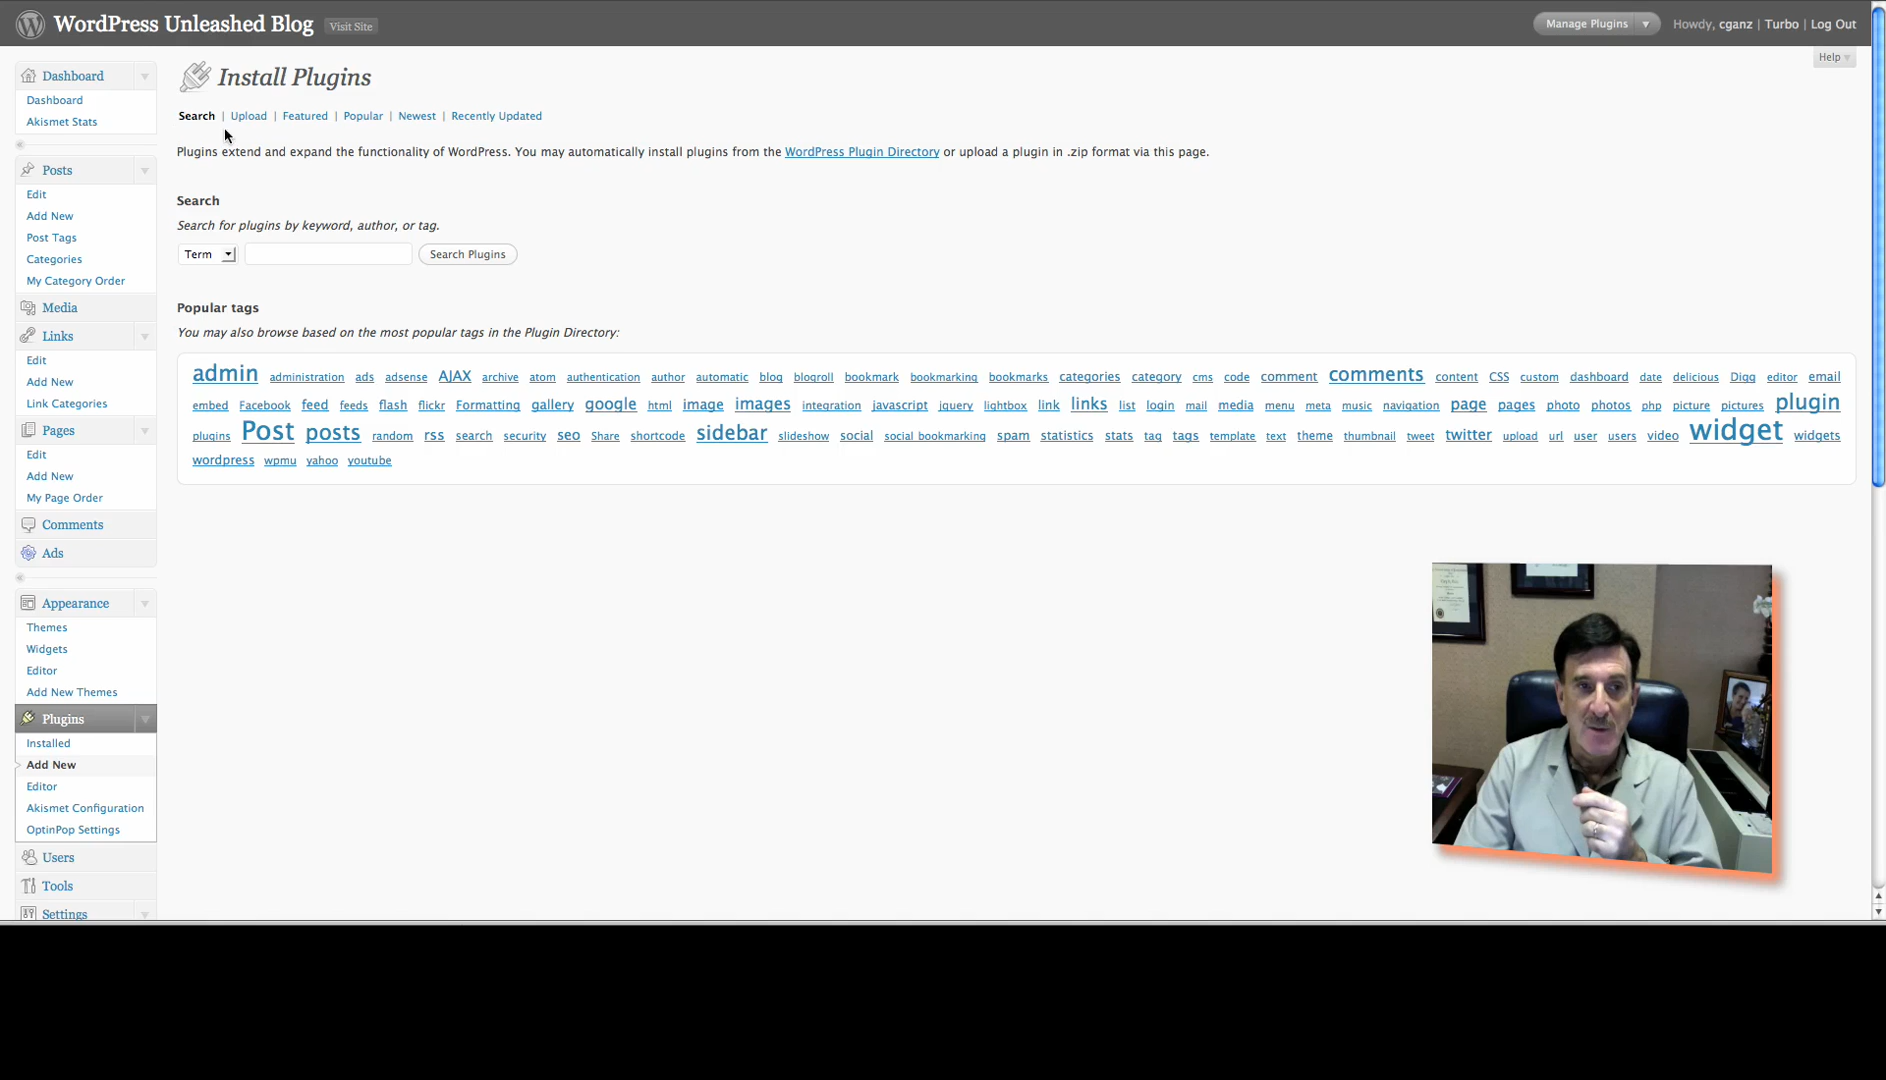 WordPress Unleashed Blog Visit Site
Manage Plugins Howdy, cganz | Turbo | Log Out
Help
Dashboard
Dashboard
Akismet Stats
Posts
Edit
Add New
Post Tags
Categories
My Category Order
Media
Links
Edit
Add New
Link Categories
Pages
Edit
Add New
My Page Order
Comments
Ads
Appearance
Themes
Widgets
Editor
Add New Themes
Plugins
Installed
Add New
Editor
Akismet Configuration
OptinPop Settings
Users
Tools
Settings
Install Plugins
Search | Upload | Featured | Popular | Newest | Recently Updated
Plugins extend and expand the functionality of WordPress. You may automatically install plugins from the WordPress Plugin Directory or upload a plugin in .zip format via this page.
Search
Search for plugins by keyword, author, or tag.
Term Search Plugins
Popular tags
You may also browse based on the most popular tags in the Plugin Directory:
admin administration ads adsense AJAX archive atom authentication author automatic blog blogroll bookmark bookmarking bookmarks categories category cms code comment comments content CSS custom dashboard date delicious Digg editor email
embed Facebook feed feeds flash flickr Formatting gallery google html image images integration javascript jquery lightbox link links list login mail media menu meta music navigation page pages photo photos php picture pictures plugin
plugins Post posts random rss search security seo Share shortcode sidebar slideshow social social bookmarking spam statistics stats tag tags template text theme thumbnail tweet twitter upload url user users video widget widgets
wordpress wpmu yahoo youtube